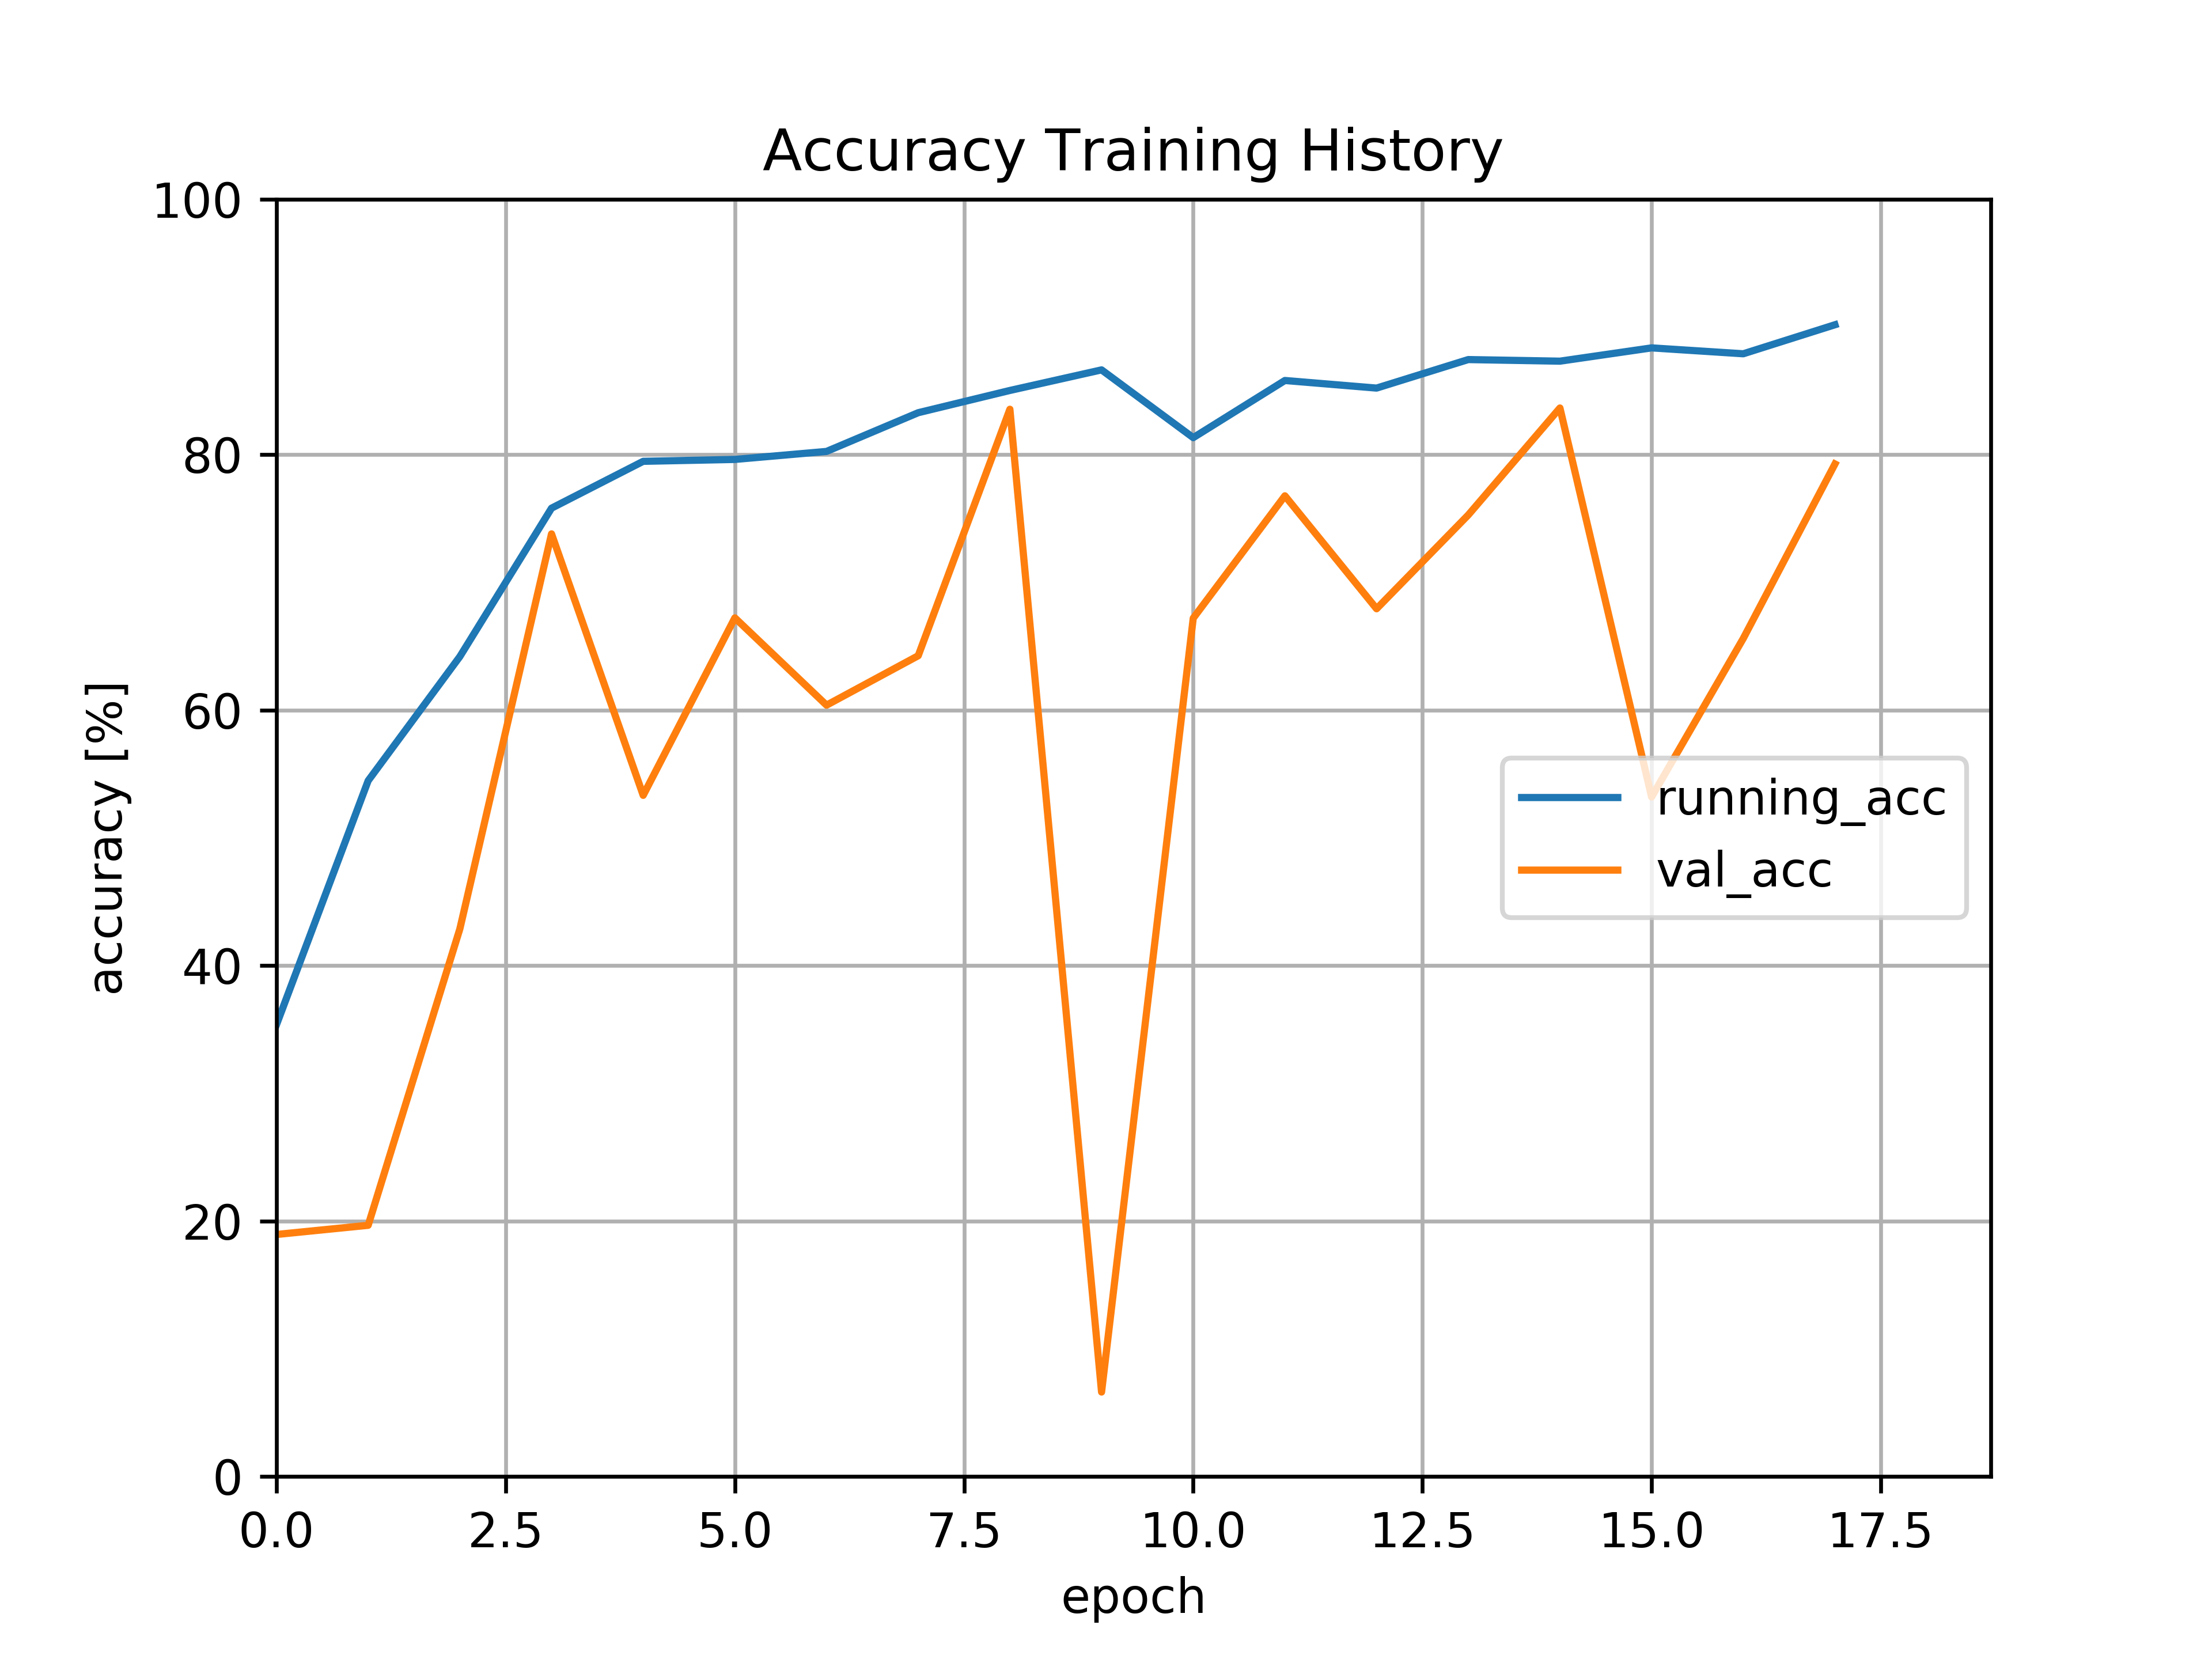 Accuracy Training History
100
80
60
40
20
0
accuracy [%]
running_acc
val_acc
0.0 2.5 5.0 7.5 10.0 12.5 15.0 17.5
epoch